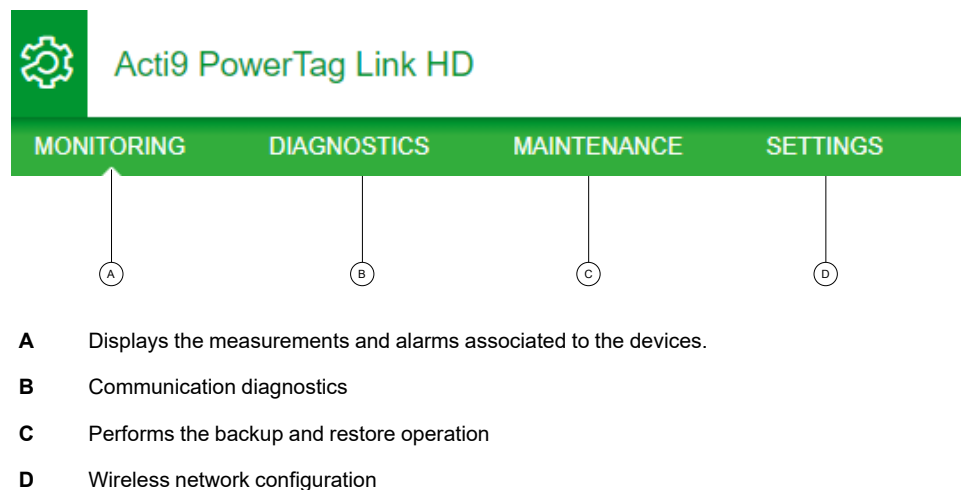 Acti9 PowerTag Link HD
MONITORING DIAGNOSTICS MAINTENANCE SETTINGS
A B C D
A Displays the measurements and alarms associated to the devices.
B Communication diagnostics
C Performs the backup and restore operation
D Wireless network configuration